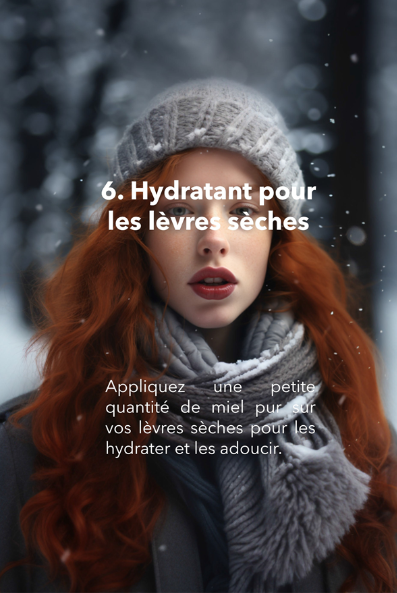 6. Hydratant pour
les lèvres sèches
Appliquez une petite
quantité de miel pur sur
vos lèvres sèches pour les
hydrater et les adoucir.